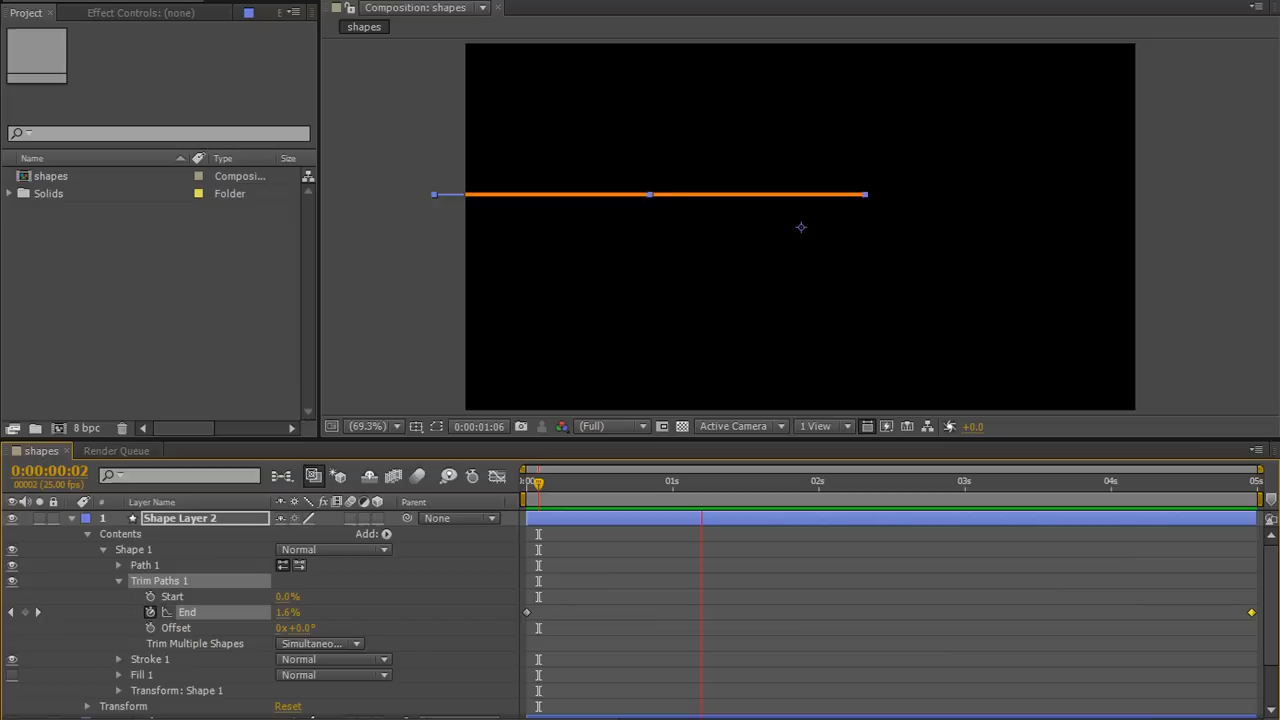 Project
Effect Controls: (none)
E
Composition: shapes
shapes
Name
Type
Size
shapes
Composi...
Solids
Folder
8 bpc
(69.3%)
0:00:01:06
(Full)
Active Camera
1 View
+0.0
shapes
Render Queue
0:00:00:02
00002 (25.00 fps)
01s
02s
03s
04s
05s
# Layer Name
Parent
1
Shape Layer 2
None
Contents
Add:
Shape 1
Normal
Path 1
Trim Paths 1
Start
0.0%
End
1.6%
Offset
0x+0.0°
Trim Multiple Shapes
Simultaneo...
Stroke 1
Normal
Fill 1
Normal
Transform: Shape 1
Transform
Reset